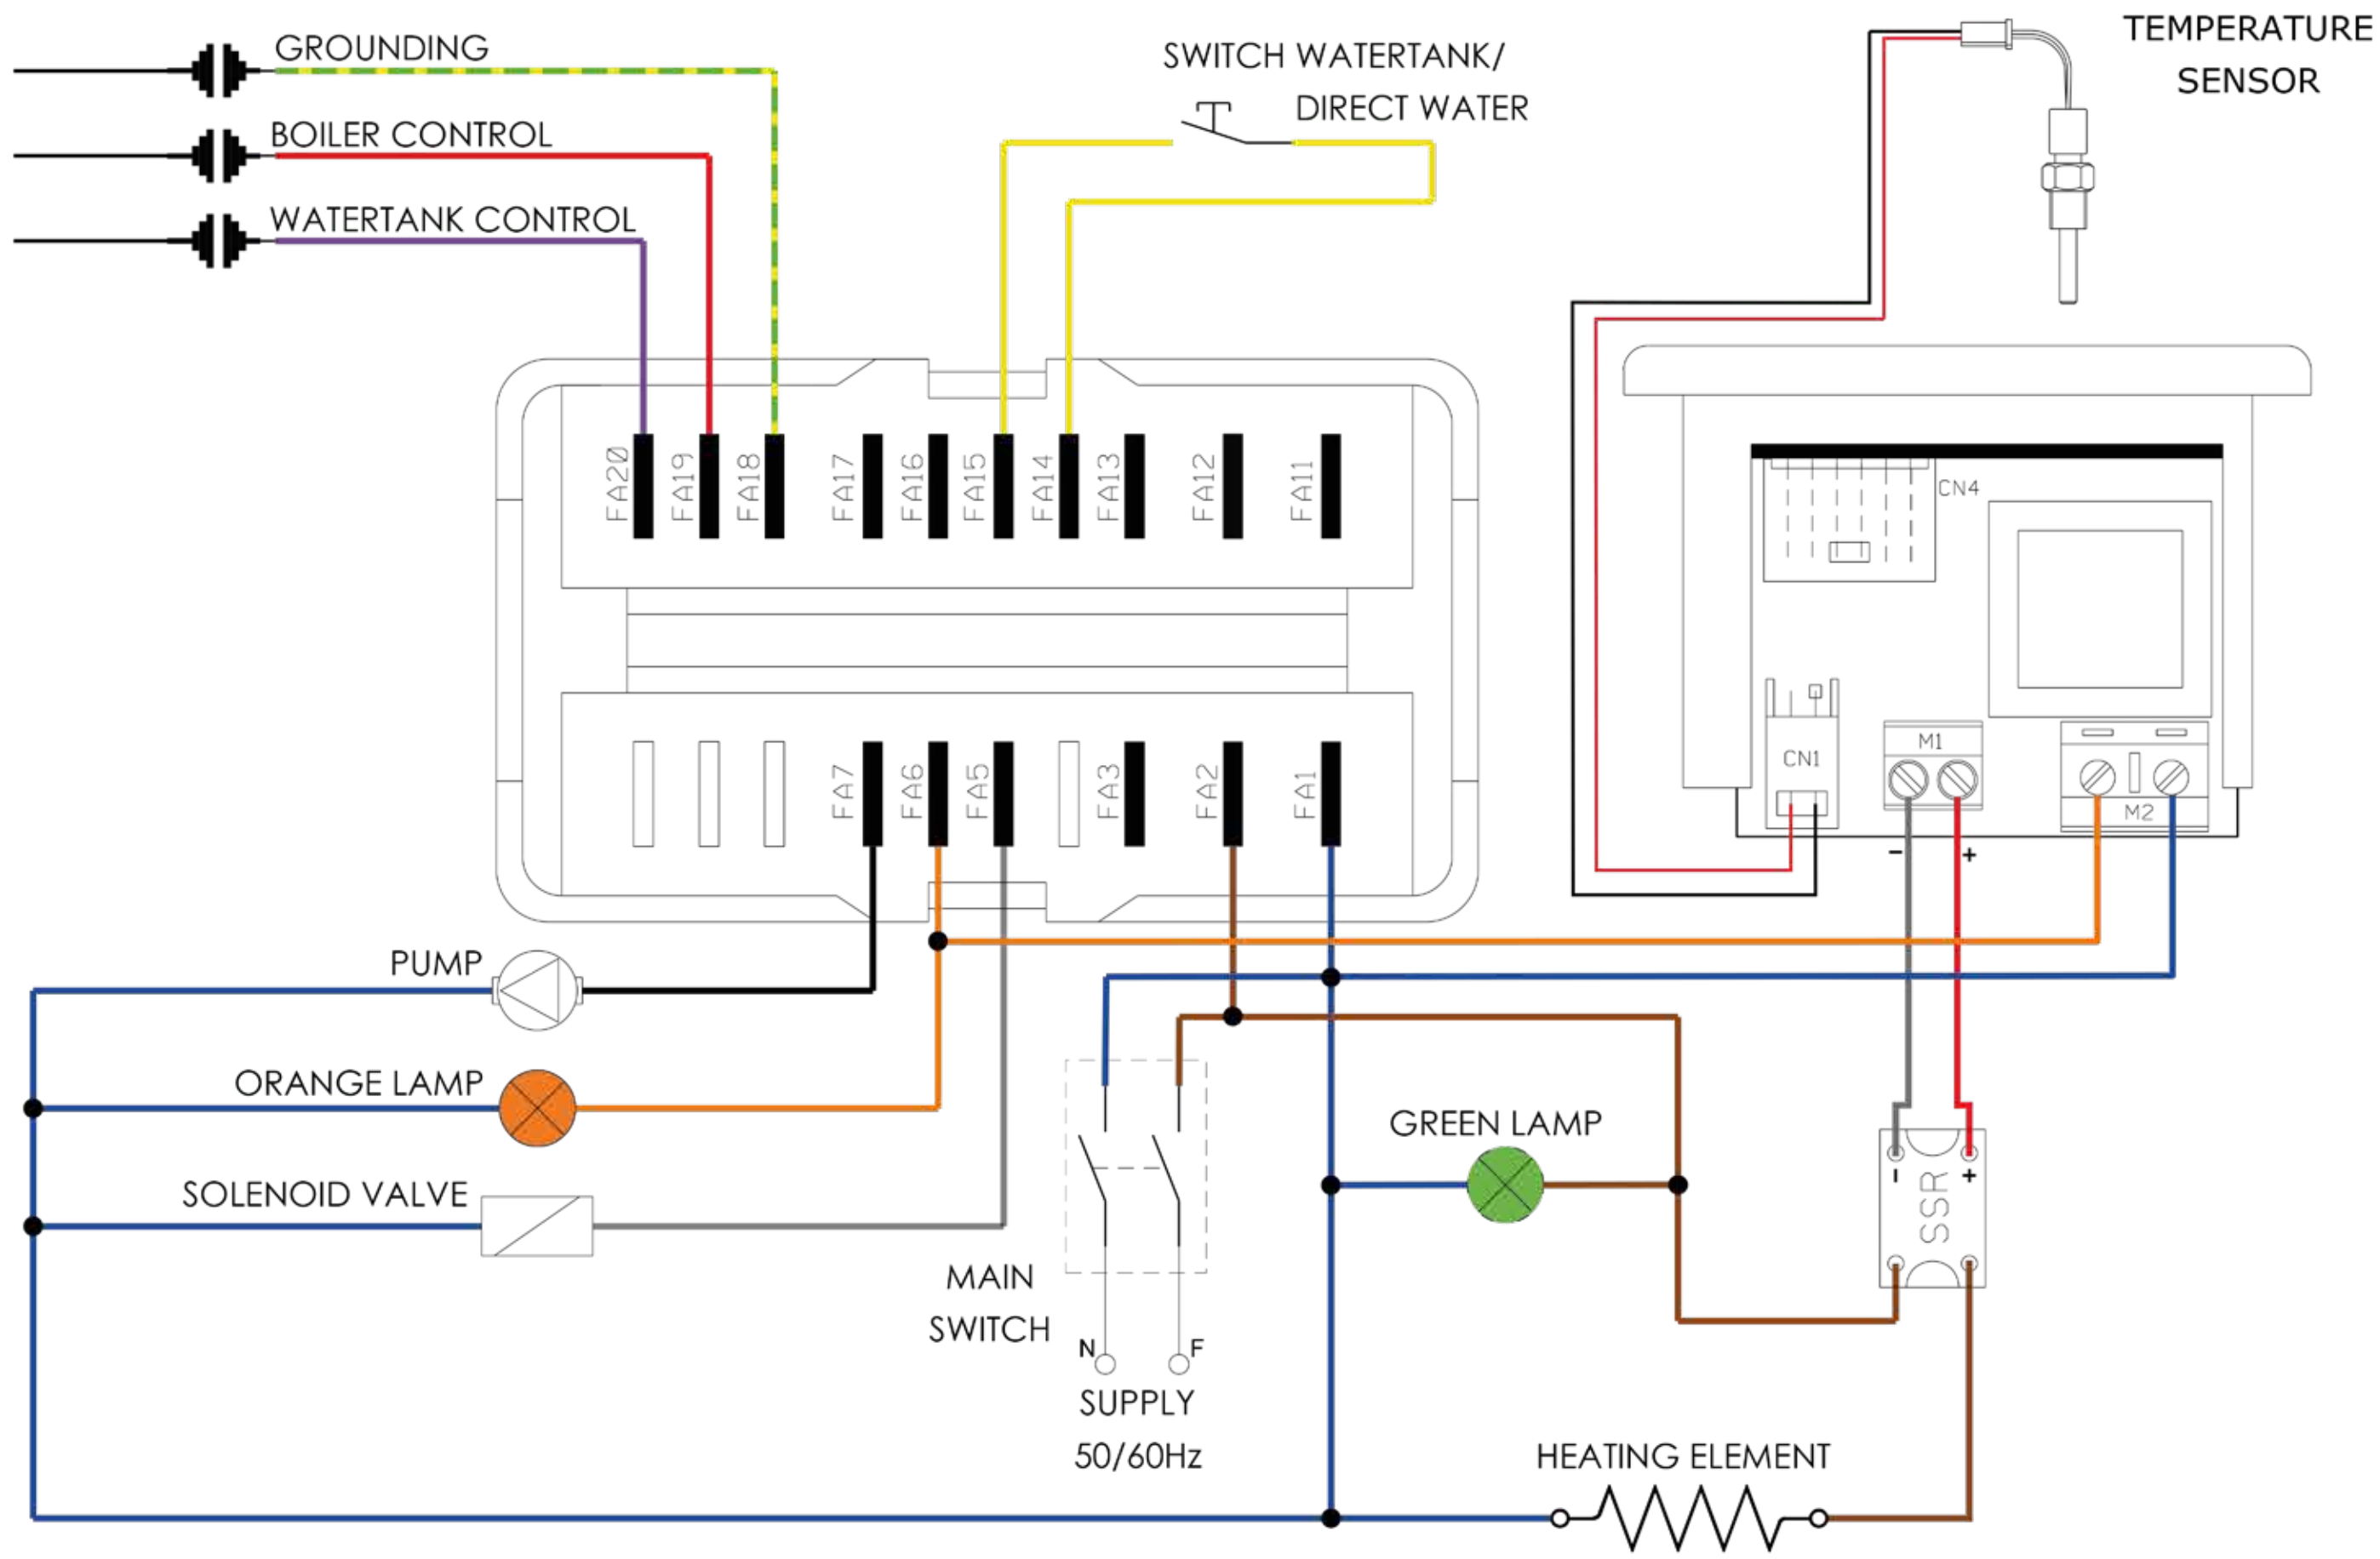 TEMPERATURE
SENSOR
GROUNDING
SWITCH WATERTANK/
DIRECT WATER
BOILER CONTROL
WATERTANK CONTROL
FA20
FA19
FA18
FA17
FA16
FA15
FA14
FA13
FA12
FA11
CN4
FA7
FA6
FA5
FA3
FA2
FA1
CN1
M1
M2
- +
PUMP
ORANGE LAMP
GREEN LAMP
SOLENOID VALVE
- +
SSR
MAIN
SWITCH
N F
SUPPLY
50/60Hz
HEATING ELEMENT